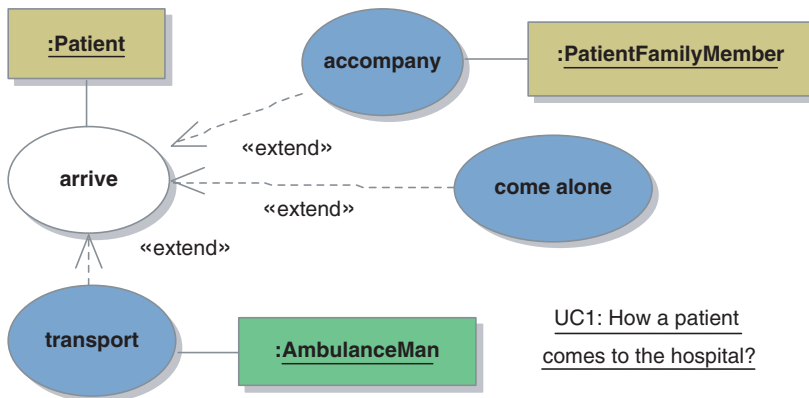 :Patient
accompany
:PatientFamilyMember
«extend»
arrive
come alone
«extend»
«extend»
transport
:AmbulanceMan
UC1: How a patient
comes to the hospital?